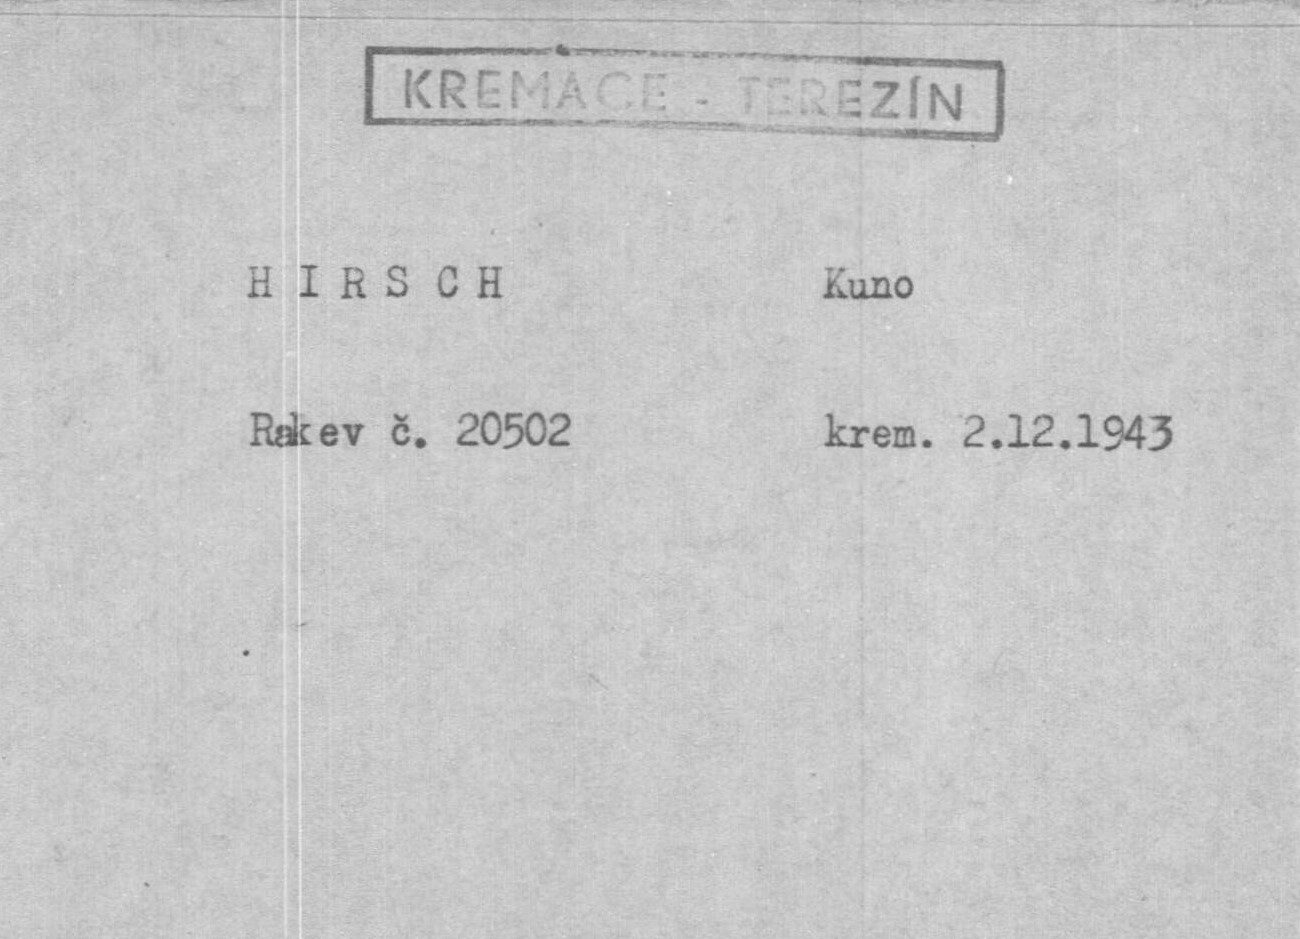 KREMACE - TEREZÍN
H I R S C H Kuno
Rakev č. 20502 krem. 2.12.1943